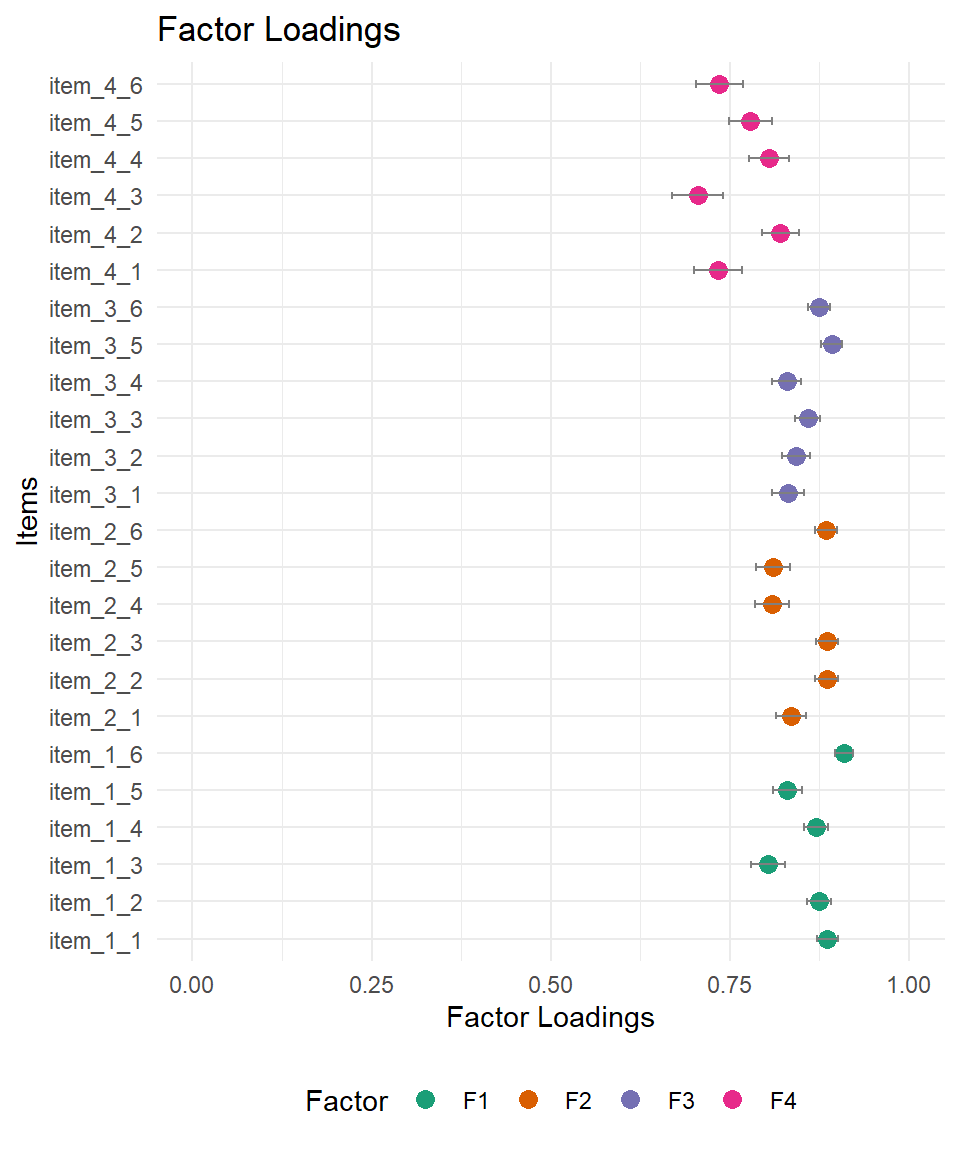 Factor Loadings
item_4_6
item_4_5
item_4_4
item_4_3
item_4_2
item_4_1
item_3_6
item_3_5
item_3_4
item_3_3
item_3_2
item_3_1
item_2_6
item_2_5
item_2_4
item_2_3
item_2_2
item_2_1
item_1_6
item_1_5
item_1_4
item_1_3
item_1_2
item_1_1
Items
0.00 0.25 0.50 0.75 1.00
Factor Loadings
Factor F1 F2 F3 F4